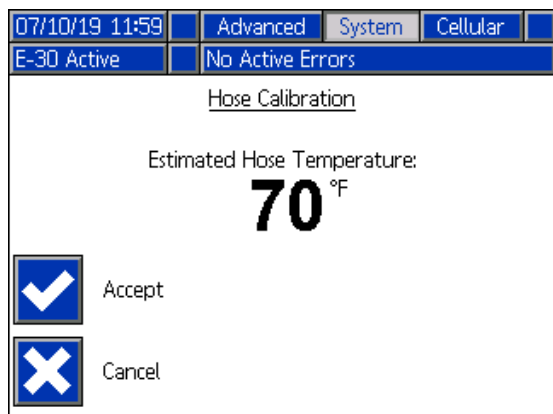 07/10/19 11:59 Advanced System Cellular
E-30 Active No Active Errors
Hose Calibration
Estimated Hose Temperature:
70 °F
Accept
Cancel